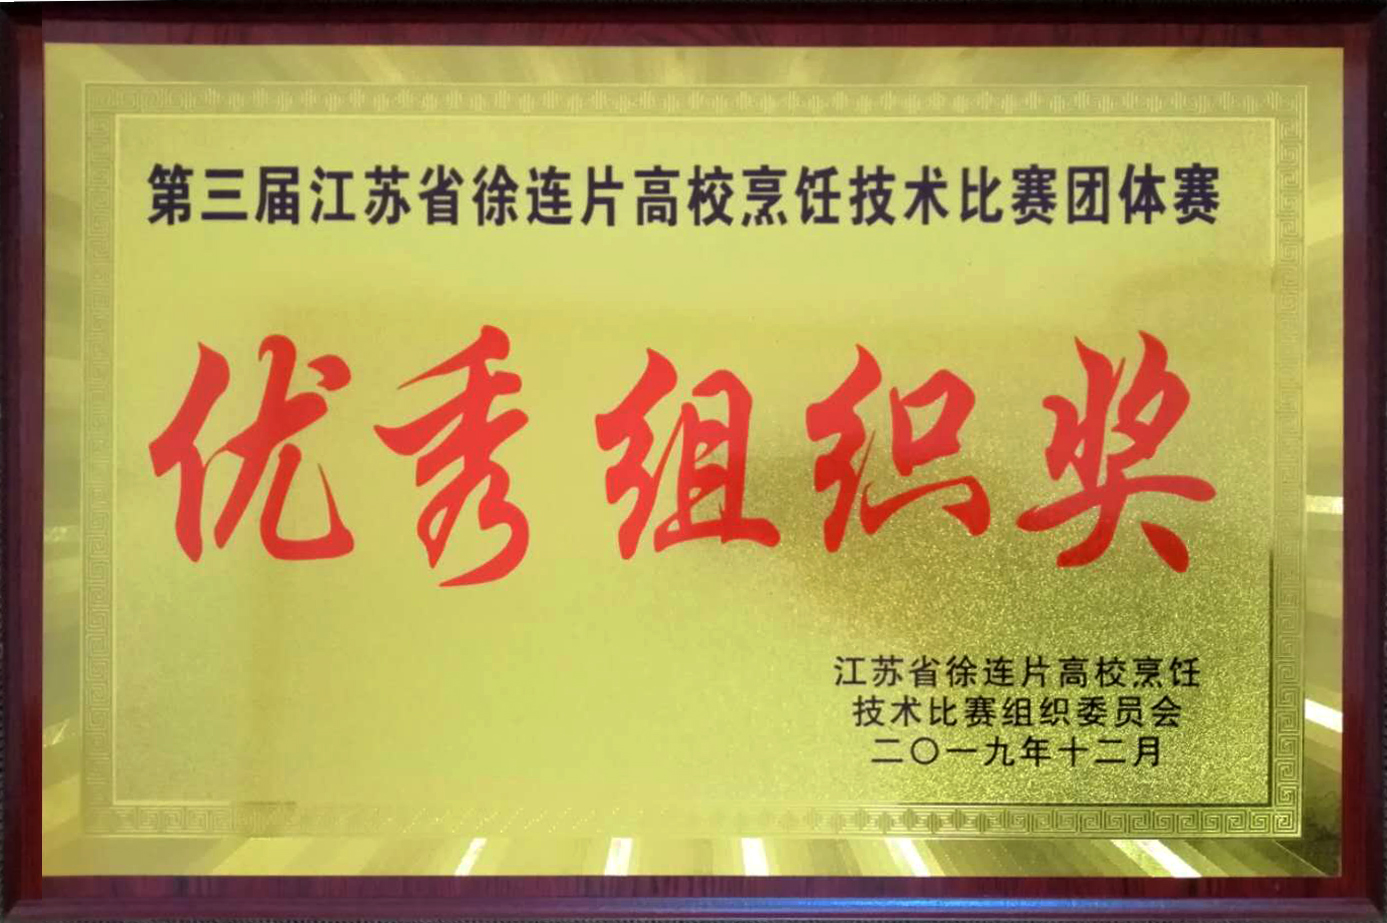 第三届江苏省徐连片高校烹饪技术比赛团体赛
优秀组织奖
江苏省徐连片高校烹饪
技术比赛组织委员会
二〇一九年十二月